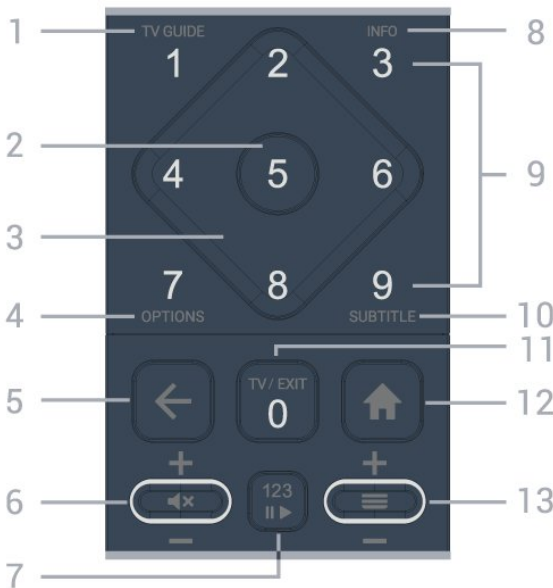 1 TV GUIDE INFO 8
1 2 3
2 9
4 5 6
3
7 8 9
4 OPTIONS SUBTITLE 10
11
5 TV / EXIT 12
0
+ +
6 13
123
- -
7